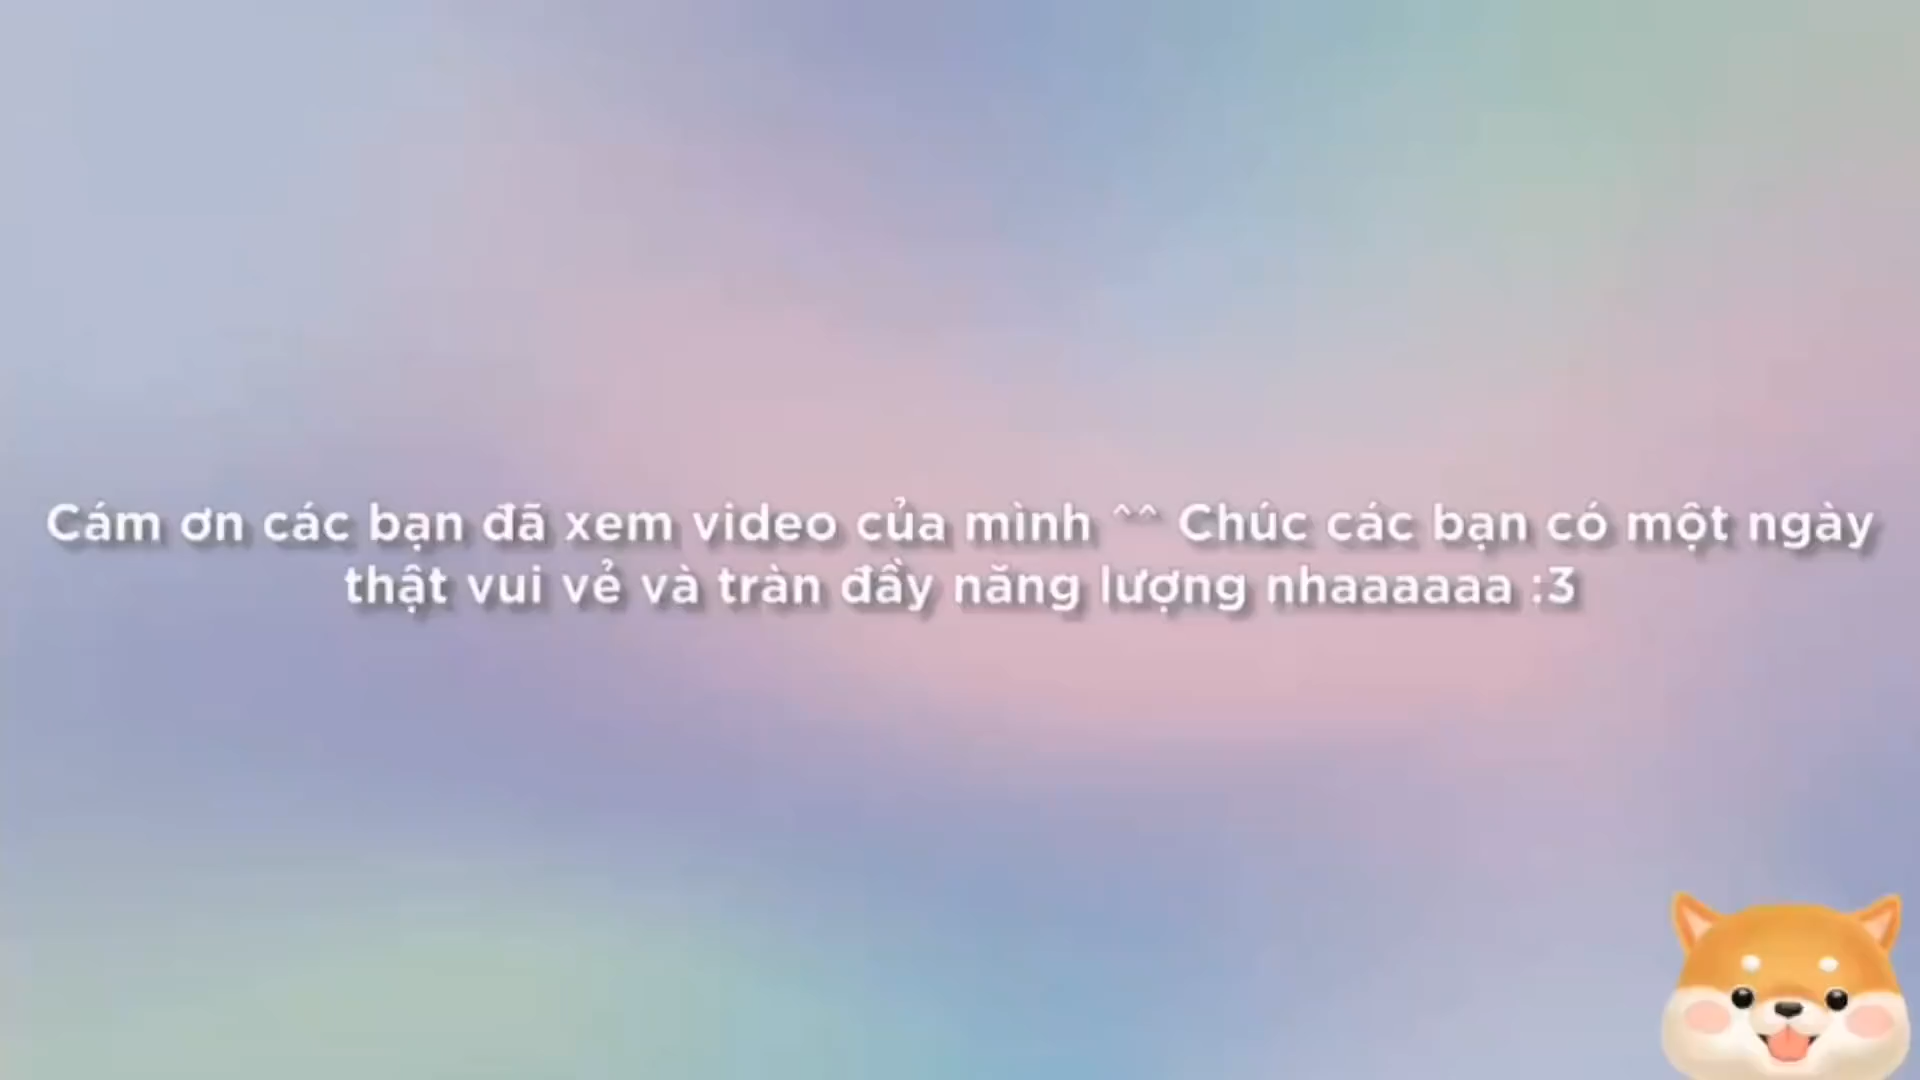 Cám ơn các bạn đã xem video của mình ^^ Chúc các bạn có một ngày
thật vui vẻ và tràn đầy năng lượng nhaaaaaa :3